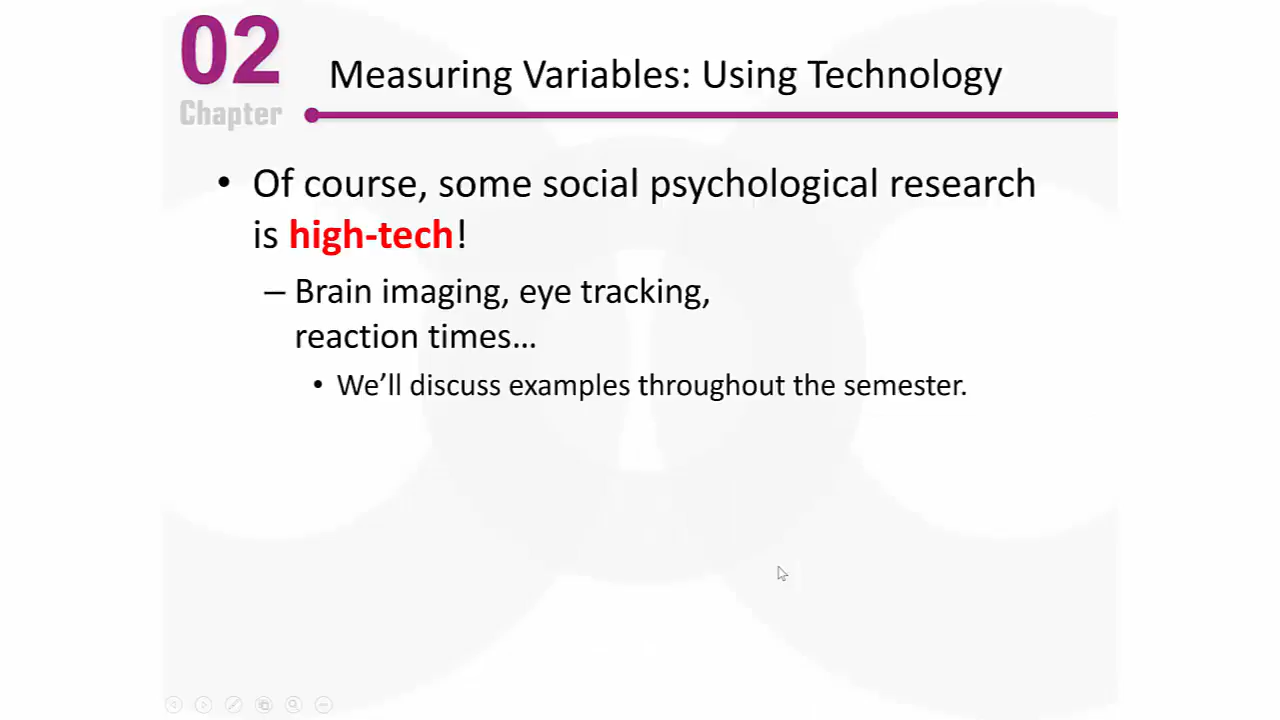 02
Chapter
Measuring Variables: Using Technology
• Of course, some social psychological research
is high-tech!
– Brain imaging, eye tracking,
reaction times…
• We’ll discuss examples throughout the semester.